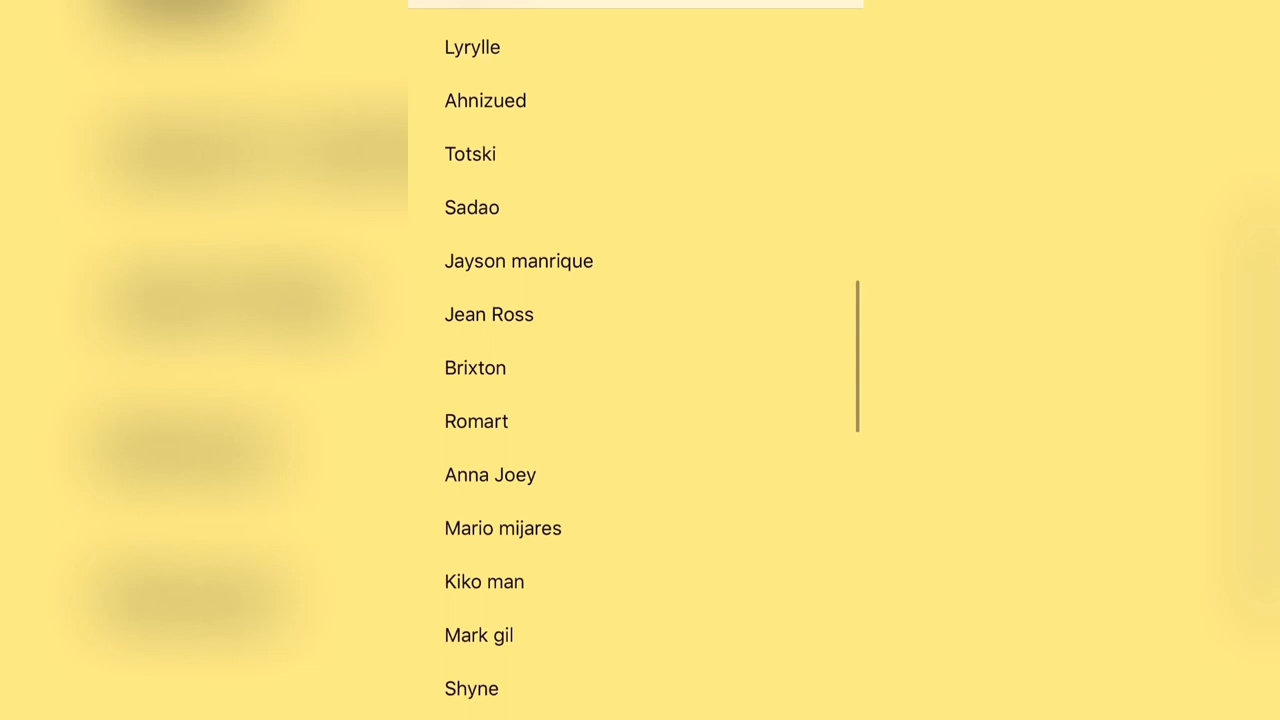 Lyrylle
Ahnizued
Totski
Sadao
Jayson manrique
Jean Ross
Brixton
Romart
Anna Joey
Mario mijares
Kiko man
Mark gil
Shyne